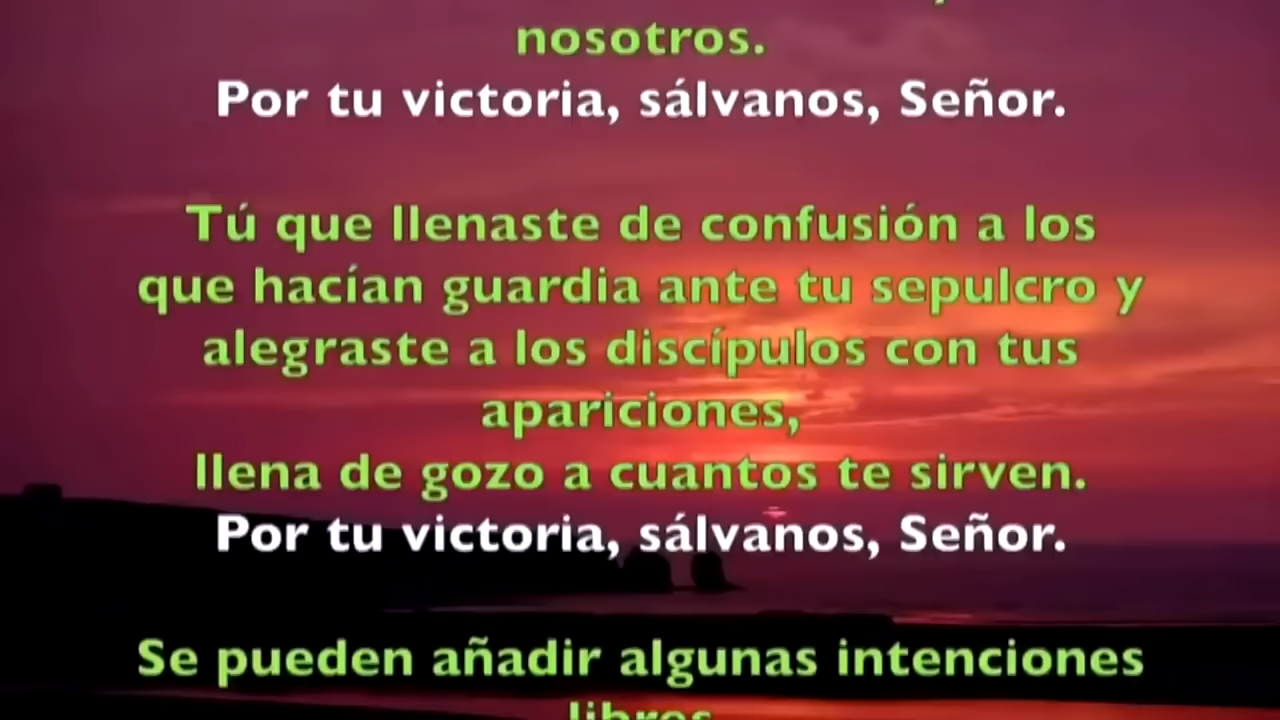 nosotros.
Por tu victoria, sálvanos, Señor.
Tú que llenaste de confusión a los
que hacían guardia ante tu sepulcro y
alegraste a los discípulos con tus
apariciones,
llena de gozo a cuantos te sirven.
Por tu victoria, sálvanos, Señor.
Se pueden añadir algunas intenciones
libres